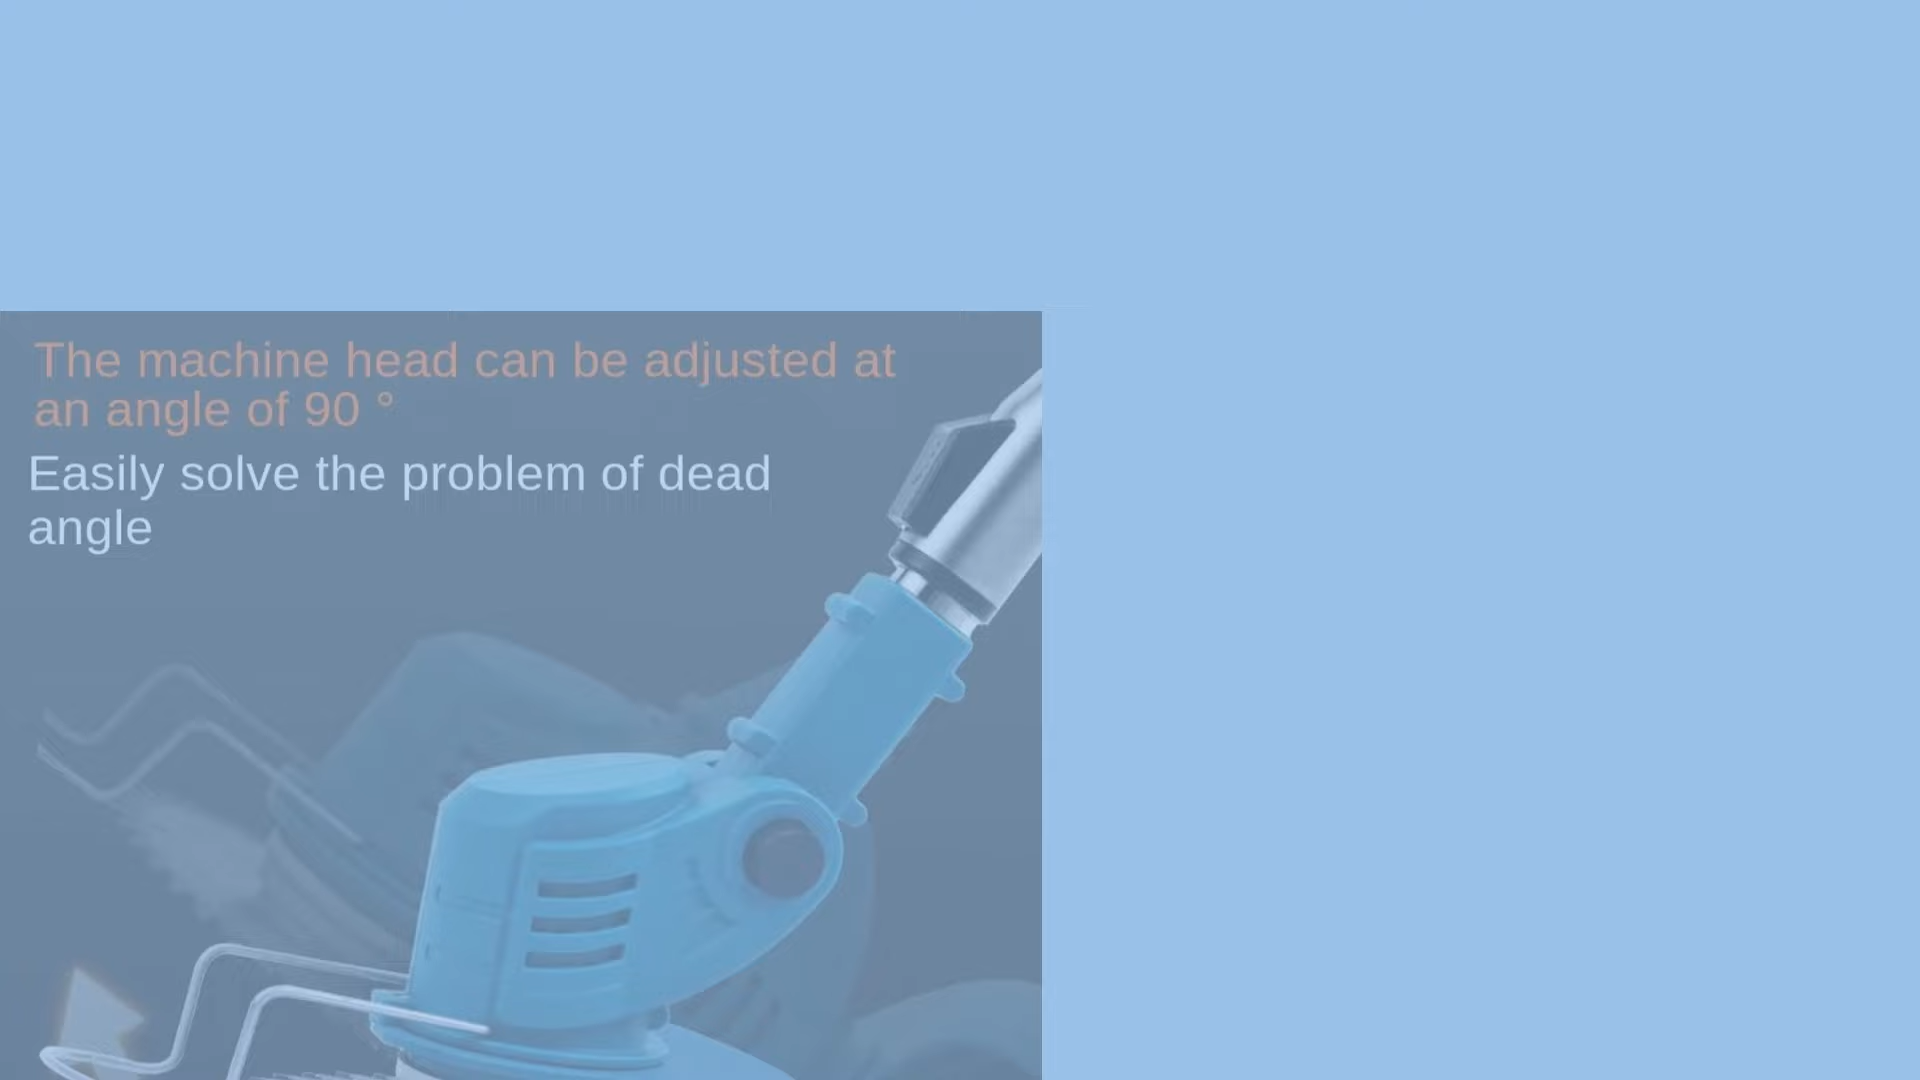 The machine head can be adjusted at
an angle of 90 °
Easily solve the problem of dead
angle